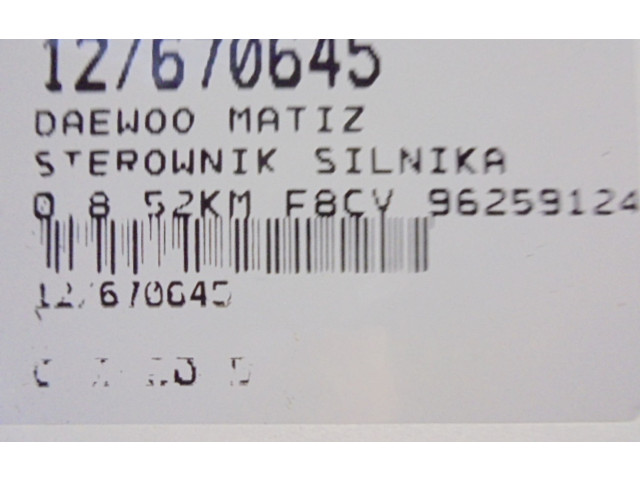 12/670645
DAEWOO MATIZ
STEROWNIK SILNIKA
0.8 52KM F8CV 96259124
12/670645